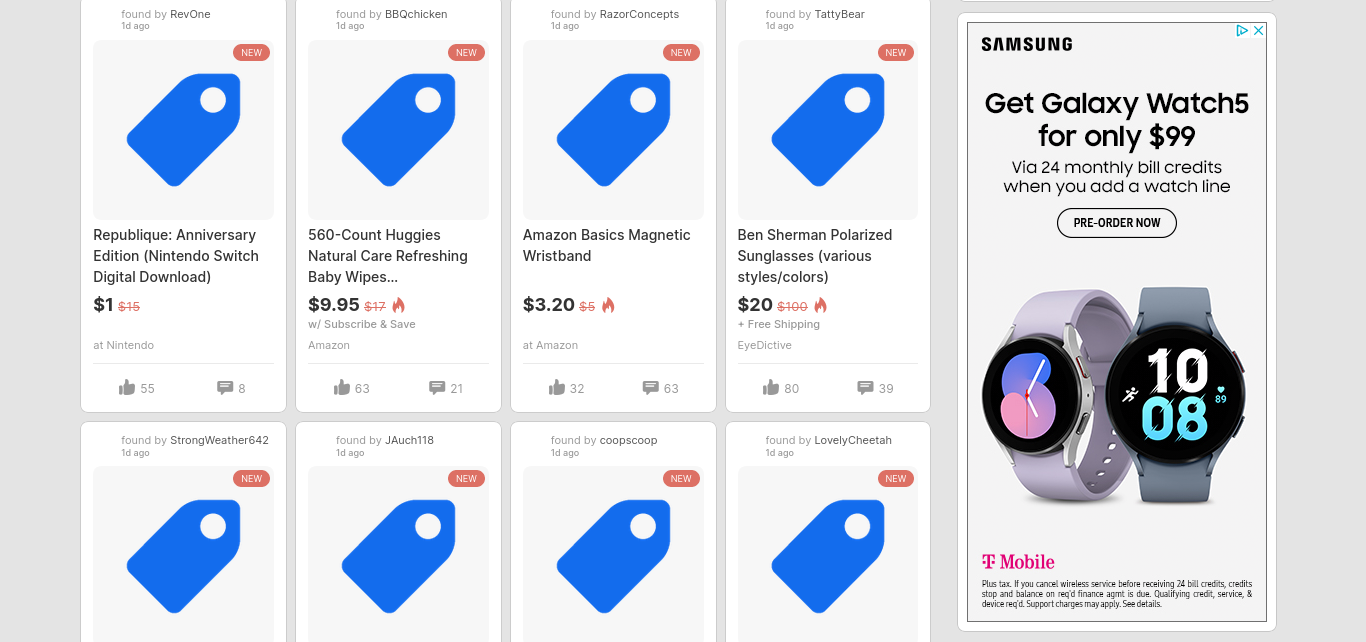 found by RevOne
1d ago
NEW
Republique: Anniversary
Edition (Nintendo Switch
Digital Download)
$1 $15
at Nintendo
55 8
found by BBQchicken
1d ago
NEW
560-Count Huggies
Natural Care Refreshing
Baby Wipes...
$9.95 $17
w/ Subscribe & Save
Amazon
63 21
found by RazorConcepts
1d ago
NEW
Amazon Basics Magnetic
Wristband
$3.20 $5
at Amazon
32 63
found by TattyBear
1d ago
NEW
Ben Sherman Polarized
Sunglasses (various
styles/colors)
$20 $100
+ Free Shipping
EyeDictive
80 39
found by StrongWeather642
1d ago
NEW
found by JAuch118
1d ago
NEW
found by coopscoop
1d ago
NEW
found by LovelyCheetah
1d ago
NEW
SAMSUNG
Get Galaxy Watch5
for only $99
Via 24 monthly bill credits
when you add a watch line
PRE-ORDER NOW
10
08
89
T Mobile
Plus tax. If you cancel wireless service before receiving 24 bill credits, credits
stop and balance on req'd finance agmt is due. Qualifying credit, service, &
device req'd. Support charges may apply. See details.